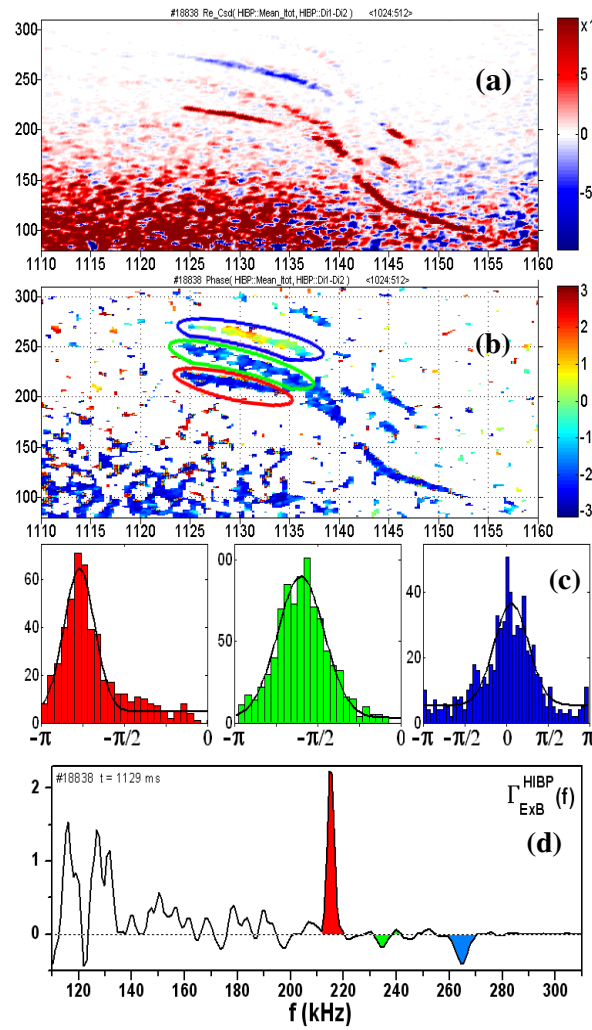 #18838 Re_Csd( HIBP::Mean_Itot, HIBP::Di1-Di2 ) <1024:512>
300
250
200
150
100
(a)
5
0
-5
1110 1115 1120 1125 1130 1135 1140 1145 1150 1155 1160
#18838 Phase( HIBP::Mean_Itot, HIBP::Di1-Di2 ) <1024:512>
300
250
200
150
100
(b)
3
2
1
0
-1
-2
-3
1110 1115 1120 1125 1130 1135 1140 1145 1150 1155 1160
60
40
20
0
-π -π/2 0
00
50
-π -π/2 0
40
20
0
(c)
-π -π/2 0 π/2 π
#18838 t = 1129 ms
Γ ExB HIBP (f)
(d)
2
1
0
120 140 160 180 200 220 240 260 280 300
f (kHz)